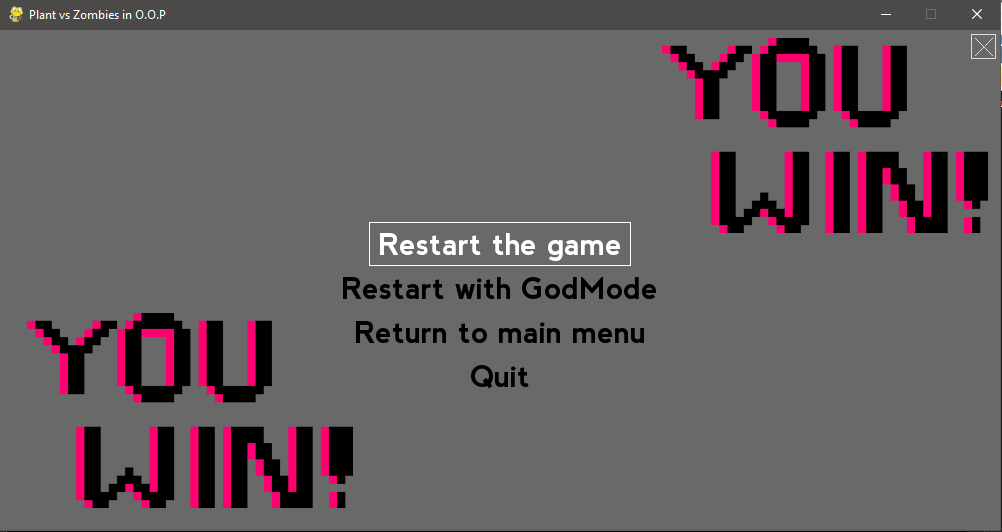 Plant vs Zombies in O.O.P
YOU
WIN!
Restart the game
Restart with GodMode
Return to main menu
Quit
YOU
WIN!